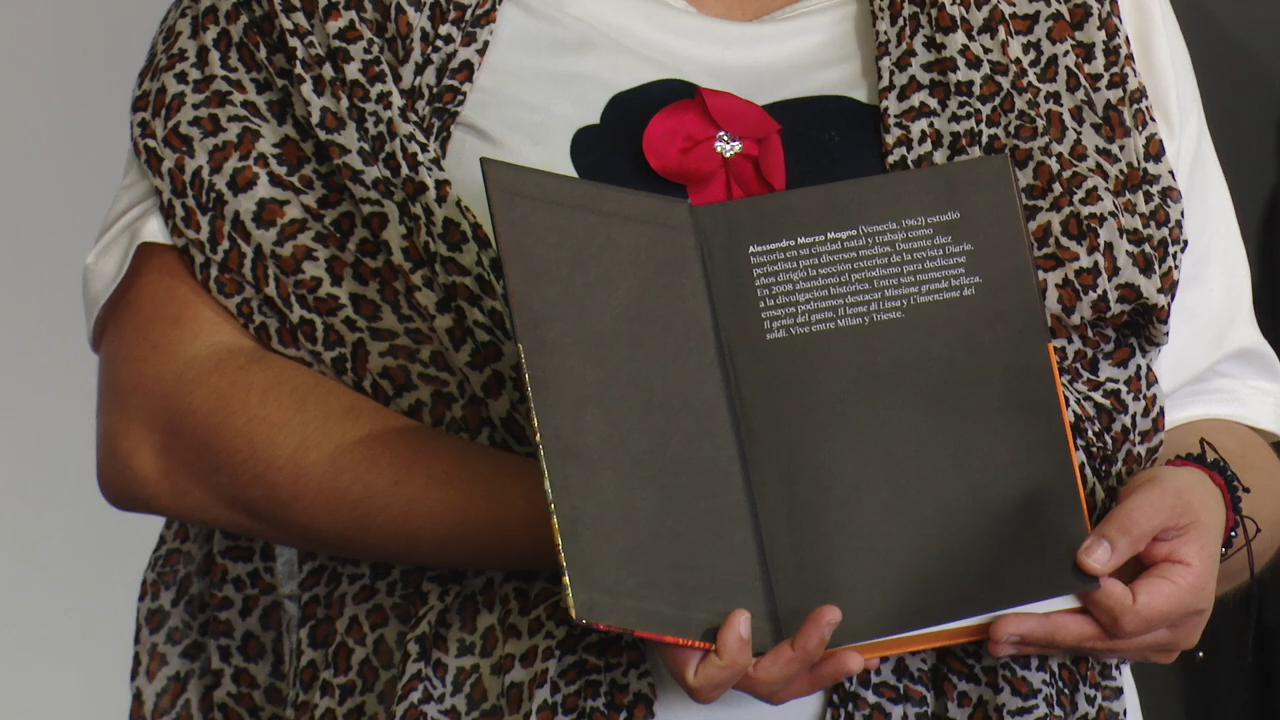 Alessandro Marzo Magno (Venecia, 1962) estudió
historia en su ciudad natal y trabajó como
periodista para diversos medios. Durante diez
años dirigió la sección exterior de la revista Diario.
En 2008 abandonó el periodismo para dedicarse
a la divulgación histórica. Entre sus numerosos
ensayos podríamos destacar Missione grande belleza,
Il genio del gusto, Il leone di Lissa y L'invenzione dei
soldi. Vive entre Milán y Trieste.